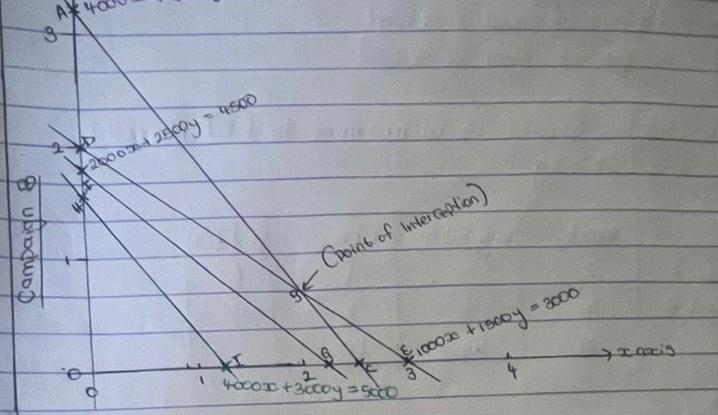 A 4000
3
2 D
2000x + 2500y = 4500
F
H
Campaign B
1
(point of Interception)
S
1000x + 1500y = 3000
0
1
I
2
G
C
E
3
4
x axis
0
4000x + 3000y = 5000